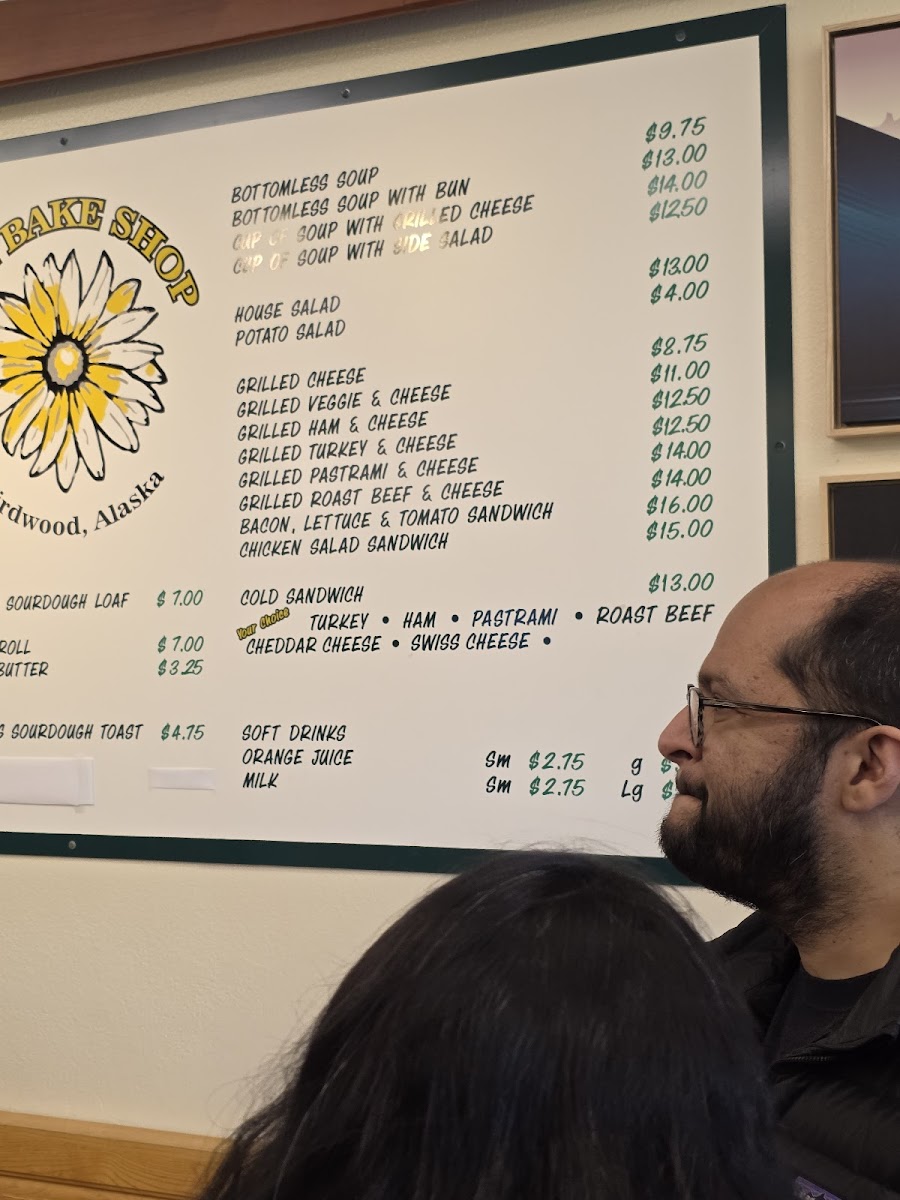 BAKE SHOP
rdwood, Alaska
SOURDOUGH LOAF $7.00
ROLL $7.00
BUTTER $3.25
SOURDOUGH TOAST $4.75
BOTTOMLESS SOUP $9.75
BOTTOMLESS SOUP WITH BUN $13.00
CUP OF SOUP WITH GRILLED CHEESE $14.00
CUP OF SOUP WITH SIDE SALAD $12.50
HOUSE SALAD $13.00
POTATO SALAD $4.00
GRILLED CHEESE $8.75
GRILLED VEGGIE & CHEESE $11.00
GRILLED HAM & CHEESE $12.50
GRILLED TURKEY & CHEESE $12.50
GRILLED PASTRAMI & CHEESE $14.00
GRILLED ROAST BEEF & CHEESE $14.00
BACON, LETTUCE & TOMATO SANDWICH $16.00
CHICKEN SALAD SANDWICH $15.00
COLD SANDWICH $13.00
Your Choice TURKEY • HAM • PASTRAMI • ROAST BEEF
CHEDDAR CHEESE • SWISS CHEESE •
SOFT DRINKS
ORANGE JUICE Sm $2.75 g $
MILK Sm $2.75 Lg $